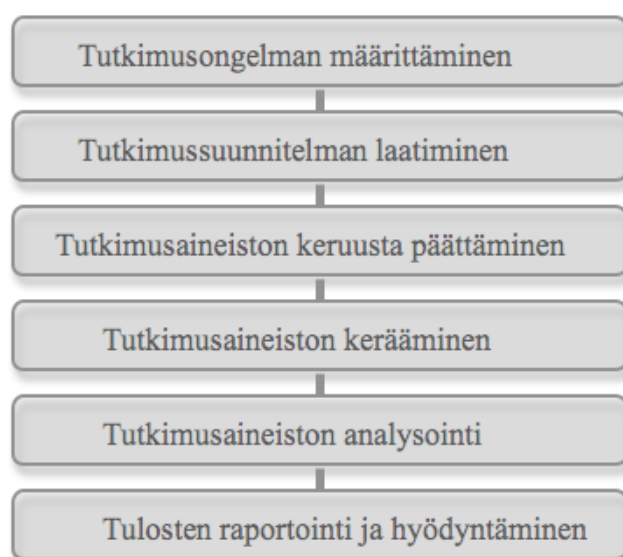 Tutkimusongelman määrittäminen
Tutkimussuunnitelman laatiminen
Tutkimusaineiston keruusta päättäminen
Tutkimusaineiston kerääminen
Tutkimusaineiston analysointi
Tulosten raportointi ja hyödyntäminen